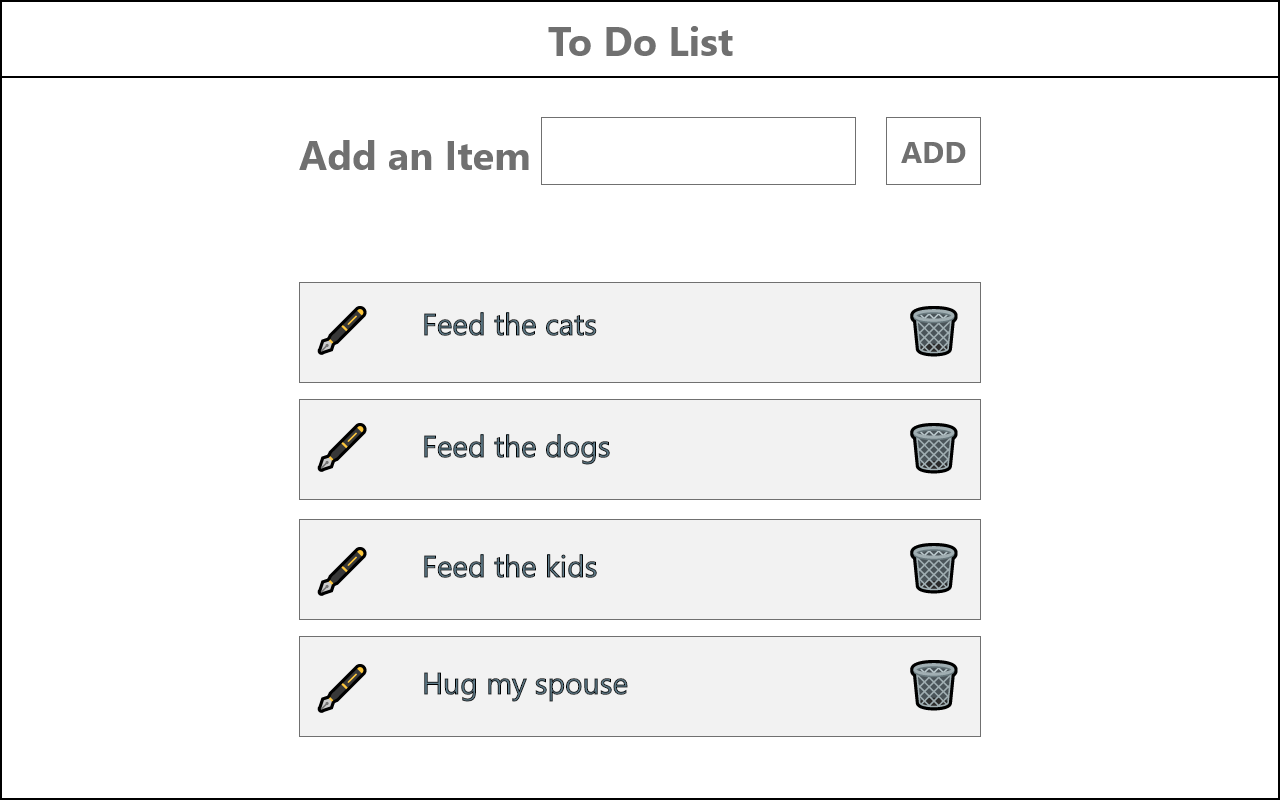 To Do List
Add an Item
ADD
Feed the cats
Feed the dogs
Feed the kids
Hug my spouse